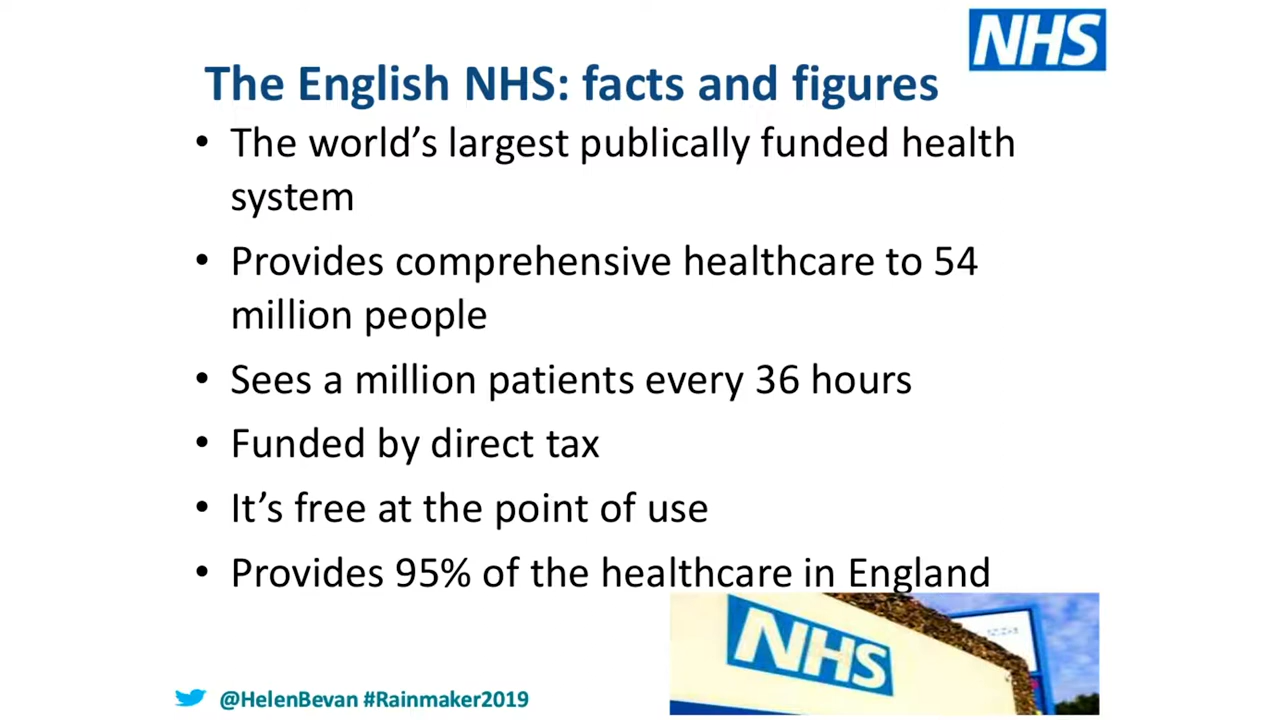 NHS
The English NHS: facts and figures
• The world's largest publically funded health
system
• Provides comprehensive healthcare to 54
million people
• Sees a million patients every 36 hours
• Funded by direct tax
• It's free at the point of use
• Provides 95% of the healthcare in England
NHS
@HelenBevan #Rainmaker2019